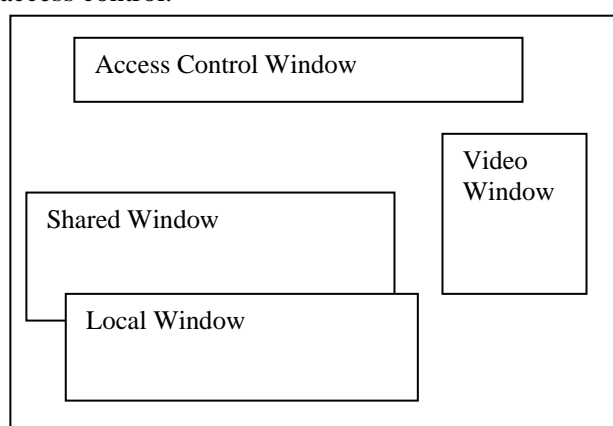 access control.
Access Control Window
Video
Window
Shared Window
Local Window